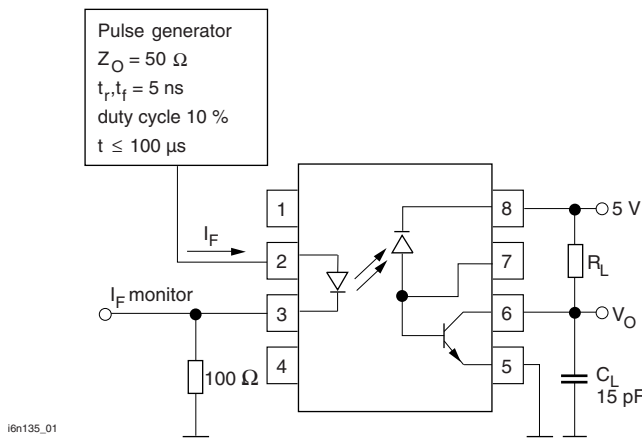 Pulse generator
Z_O = 50 Ω
t_r,t_f = 5 ns
duty cycle 10 %
t ≤ 100 µs
1
8
5 V
I_F
2
7
R_L
I_F monitor
3
6
V_O
4
5
100 Ω
C_L
15 pF
i6n135_01